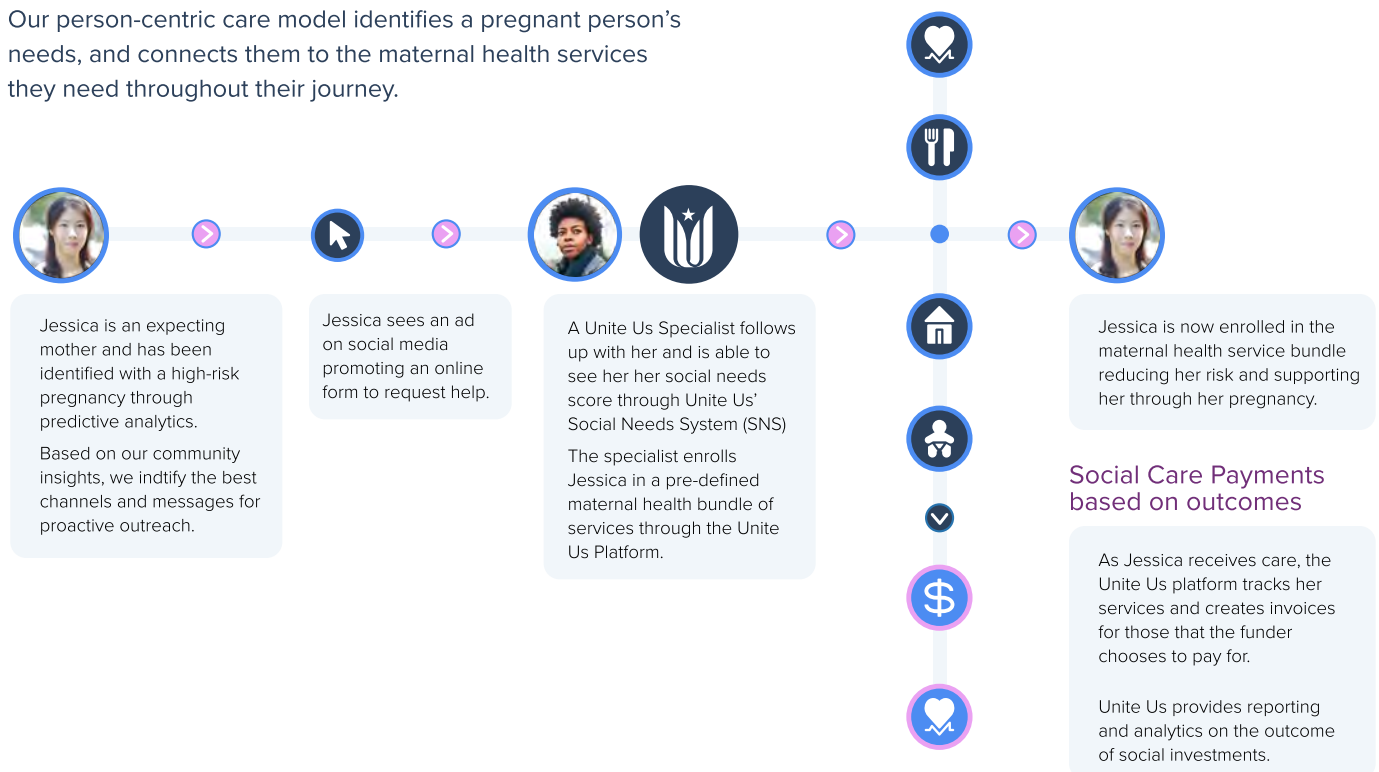 Our person-centric care model identifies a pregnant person’s
needs, and connects them to the maternal health services
they need throughout their journey.
Jessica is an expecting
mother and has been
identified with a high-risk
pregnancy through
predictive analytics.
Based on our community
insights, we indtify the best
channels and messages for
proactive outreach.
Jessica sees an ad
on social media
promoting an online
form to request help.
A Unite Us Specialist follows
up with her and is able to
see her her social needs
score through Unite Us’
Social Needs System (SNS)
The specialist enrolls
Jessica in a pre-defined
maternal health bundle of
services through the Unite
Us Platform.
Jessica is now enrolled in the
maternal health service bundle
reducing her risk and supporting
her through her pregnancy.
Social Care Payments
based on outcomes
As Jessica receives care, the
Unite Us platform tracks her
services and creates invoices
for those that the funder
chooses to pay for.
Unite Us provides reporting
and analytics on the outcome
of social investments.
$